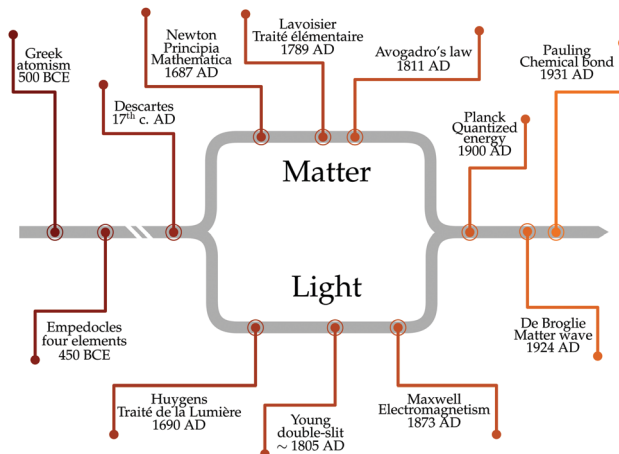 Greek
atomism
500 BCE
Descartes
17th c. AD
Newton
Principia
Mathematica
1687 AD
Lavoisier
Traité élémentaire
1789 AD
Avogadro's law
1811 AD
Pauling
Chemical bond
1931 AD
Planck
Quantized
energy
1900 AD
Matter
Light
Empedocles
four elements
450 BCE
Huygens
Traité de la Lumière
1690 AD
Young
double-slit
~ 1805 AD
Maxwell
Electromagnetism
1873 AD
De Broglie
Matter wave
1924 AD